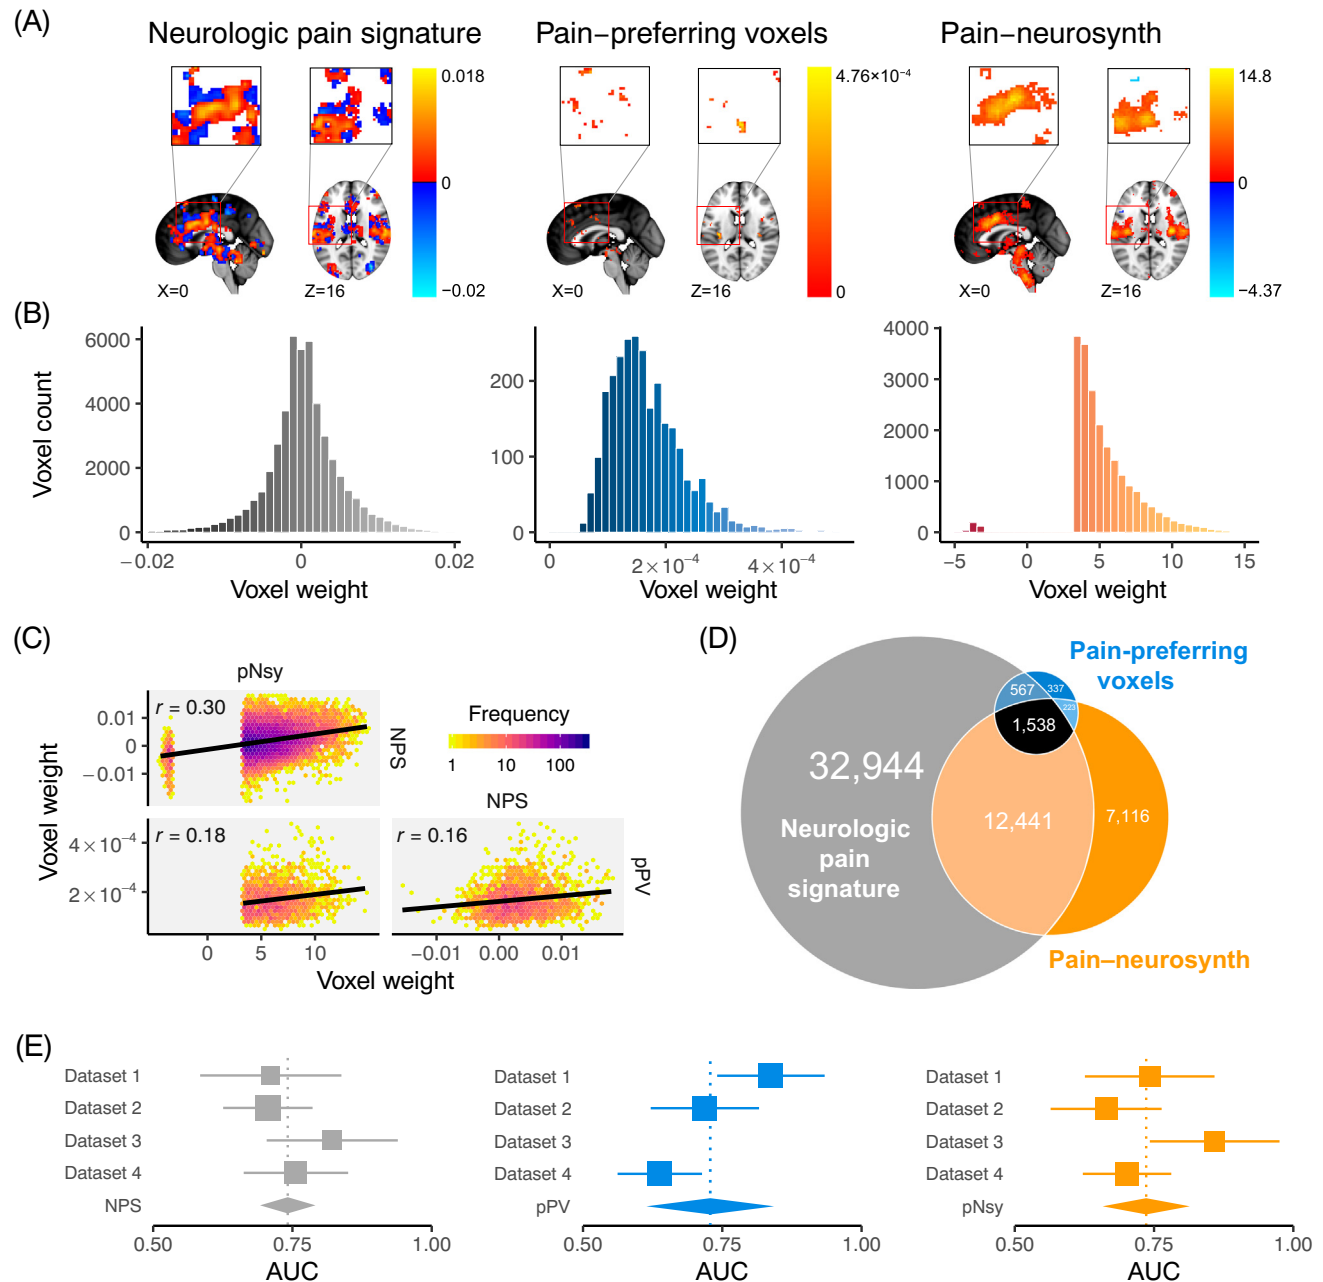 (A)
Neurologic pain signature
Pain−preferring voxels
Pain−neurosynth
0.018
0
−0.02
X=0
Z=16
4.76×10⁻⁴
0
X=0
Z=16
14.8
0
−4.37
X=0
Z=16
(B)
Voxel count
6000
4000
2000
0
−0.02
0
0.02
Voxel weight
200
100
0
0
2×10⁻⁴
4×10⁻⁴
Voxel weight
4000
3000
2000
1000
0
−5
0
5
10
15
Voxel weight
(C)
pNsy
r = 0.30
0.01
0
−0.01
NPS
Frequency
1
10
100
Voxel weight
NPS
r = 0.18
4×10⁻⁴
2×10⁻⁴
r = 0.16
pPV
0
5
10
−0.01
0.00
0.01
Voxel weight
(D)
Pain-preferring
voxels
567
337
223
1,538
32,944
Neurologic
pain
signature
12,441
7,116
Pain–neurosynth
(E)
Dataset 1
Dataset 2
Dataset 3
Dataset 4
NPS
0.50
0.75
1.00
AUC
Dataset 1
Dataset 2
Dataset 3
Dataset 4
pPV
0.50
0.75
1.00
AUC
Dataset 1
Dataset 2
Dataset 3
Dataset 4
pNsy
0.50
0.75
1.00
AUC